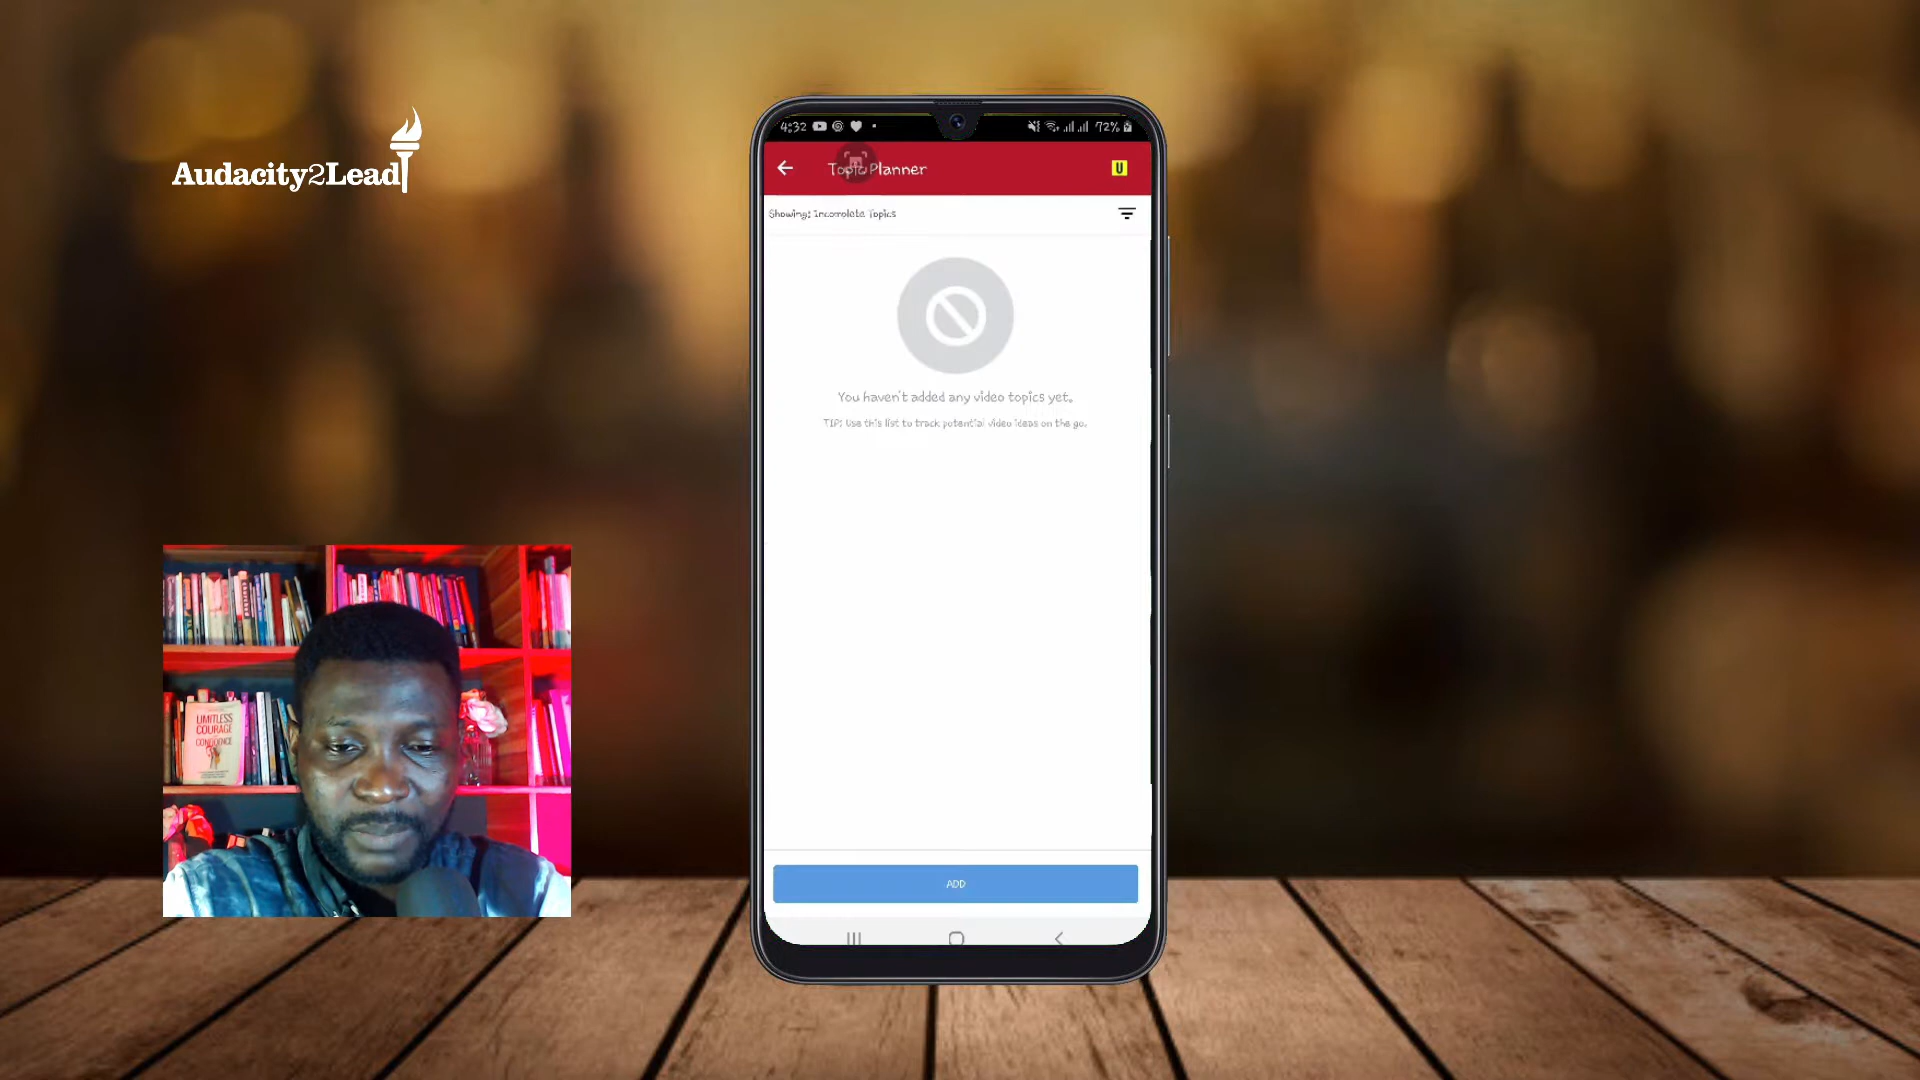 Audacity2Lead
4:32
72%
Topic Planner
U
Showing: Incomplete Topics
You haven't added any video topics yet.
TIP: Use this list to track potential video ideas on the go.
ADD
LIMITLESS
COURAGE
CONFIDENCE